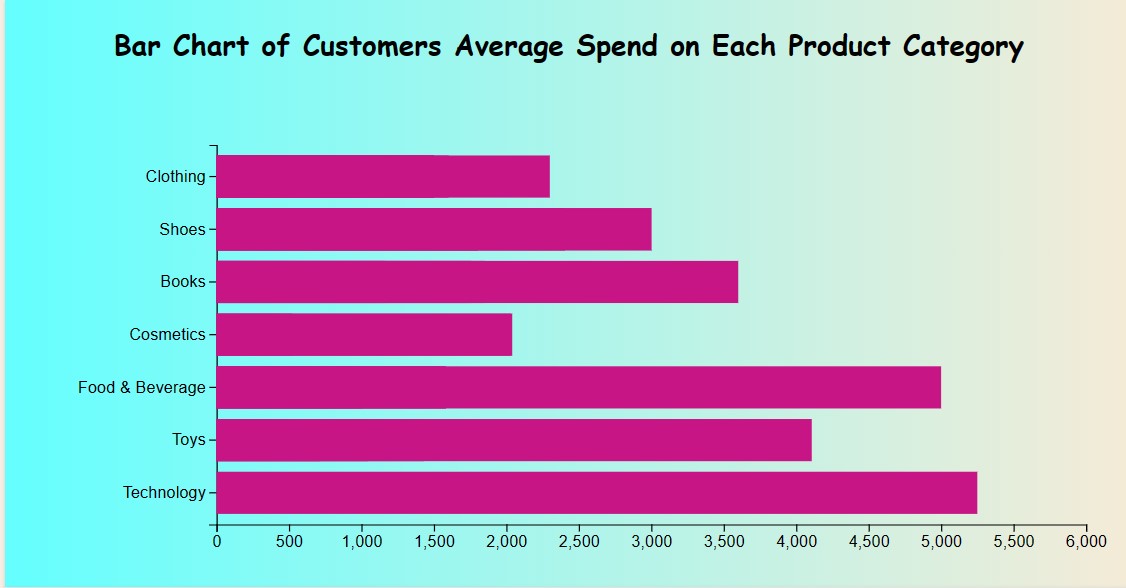 Bar Chart of Customers Average Spend on Each Product Category
Clothing
Shoes
Books
Cosmetics
Food & Beverage
Toys
Technology
0 500 1,000 1,500 2,000 2,500 3,000 3,500 4,000 4,500 5,000 5,500 6,000